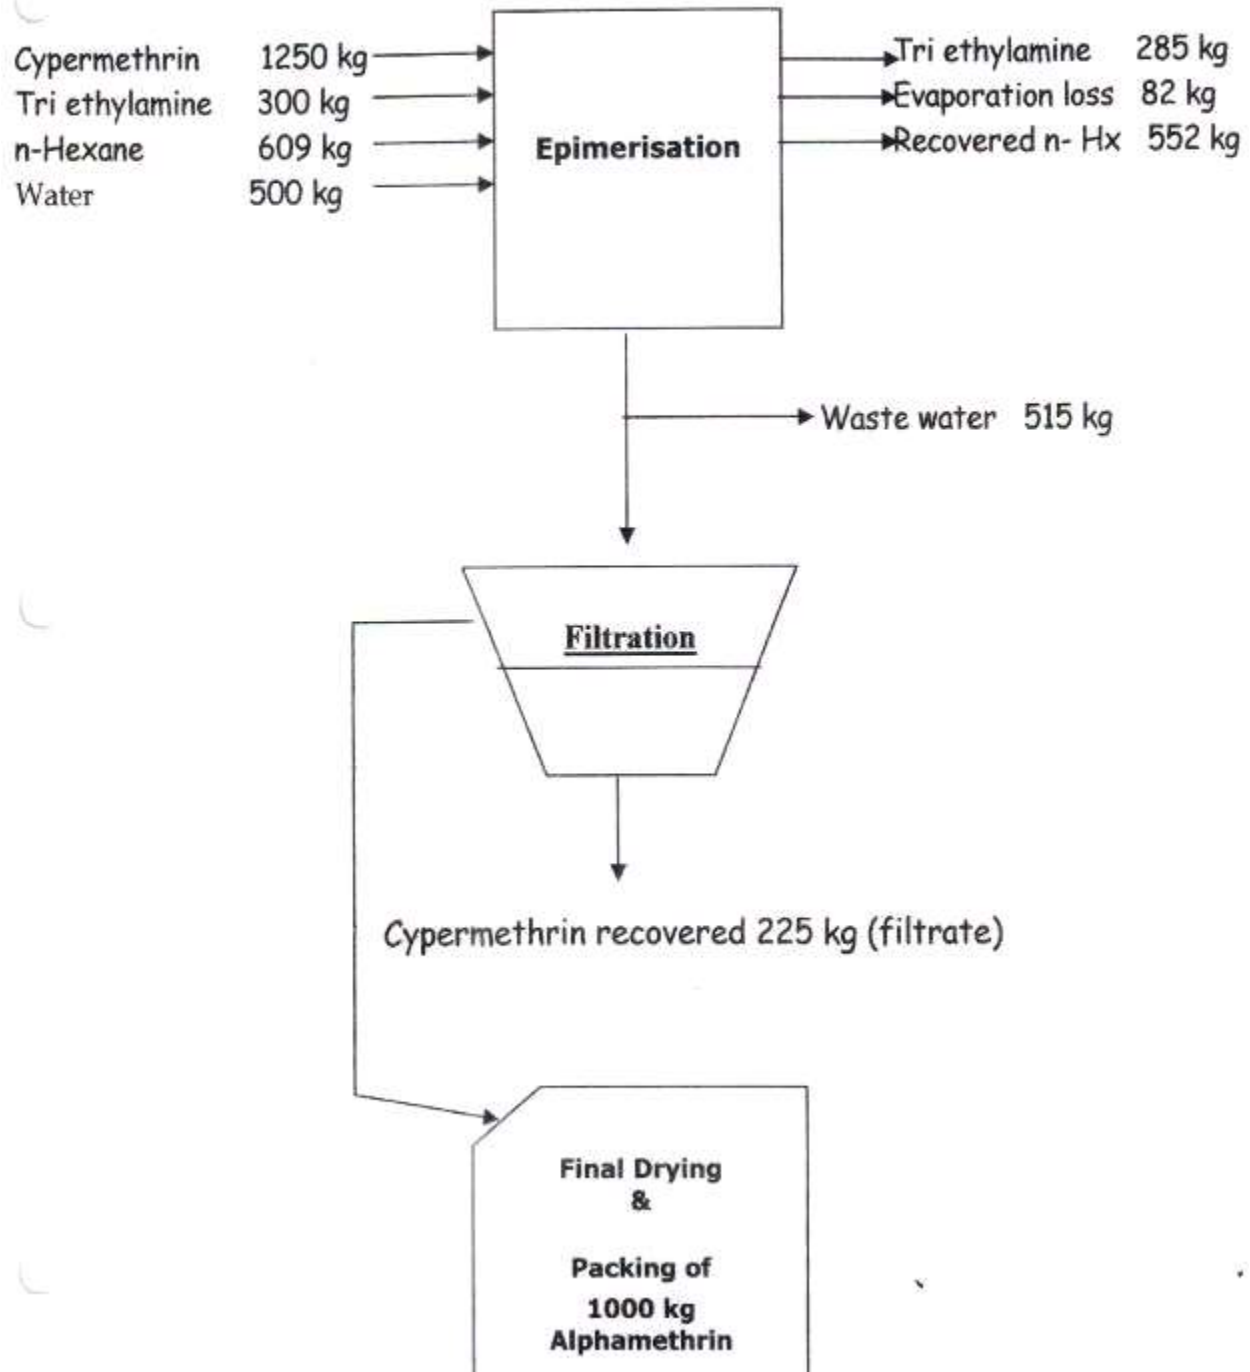 Cypermethrin 1250 kg
Tri ethylamine 300 kg
n-Hexane 609 kg
Water 500 kg
Epimerisation
Tri ethylamine 285 kg
Evaporation loss 82 kg
Recovered n- Hx 552 kg
Waste water 515 kg
Filtration
Cypermethrin recovered 225 kg (filtrate)
Final Drying
&
Packing of
1000 kg
Alphamethrin